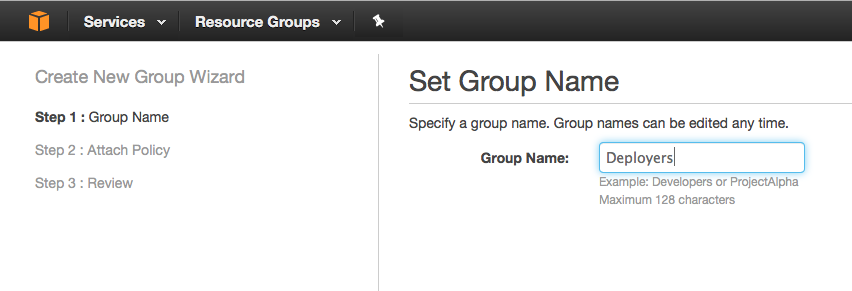 Services Resource Groups
Create New Group Wizard
Step 1 : Group Name
Step 2 : Attach Policy
Step 3 : Review
Set Group Name
Specify a group name. Group names can be edited any time.
Group Name: Deployers
Example: Developers or ProjectAlpha
Maximum 128 characters